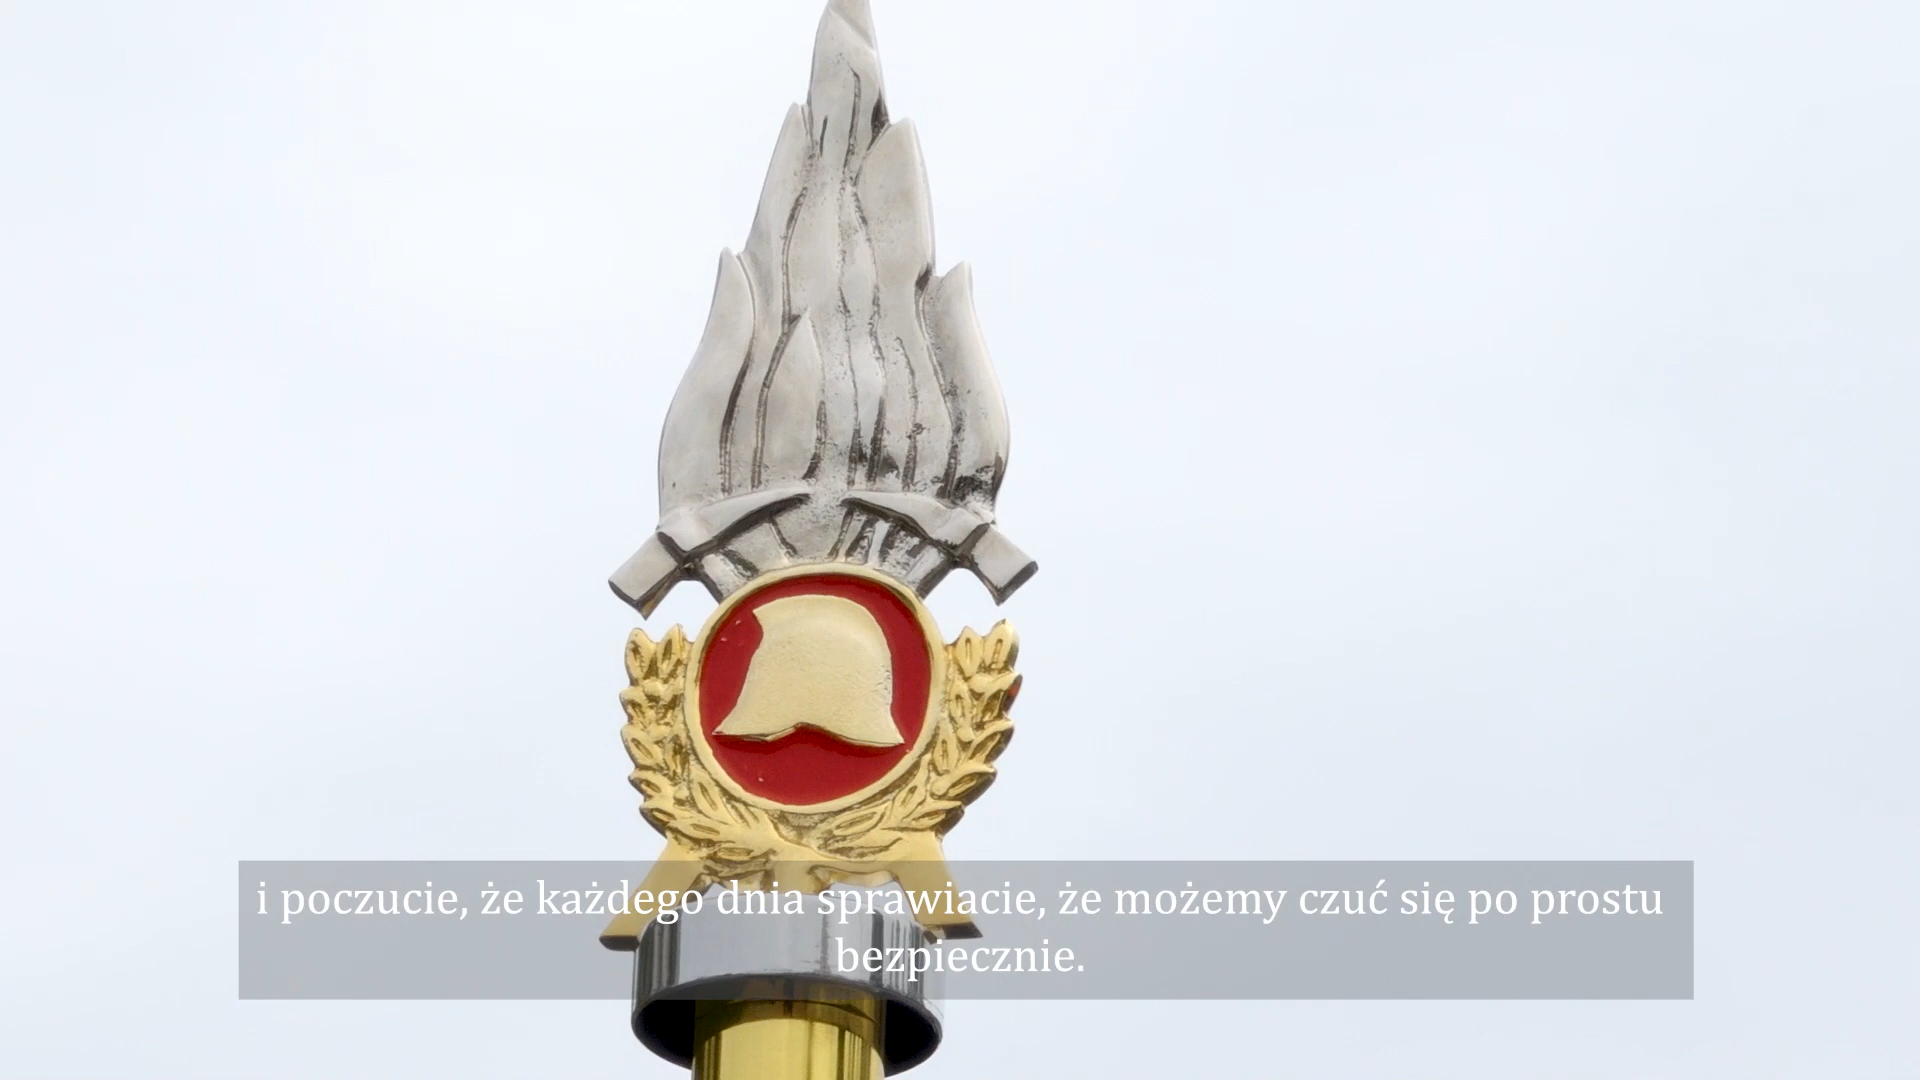 i poczucie, że każdego dnia sprawiacie, że możemy czuć się po prostu
bezpiecznie.